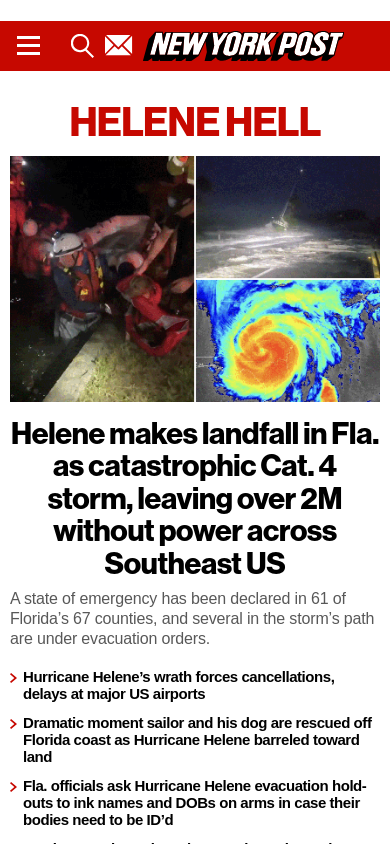 NEW YORK POST
HELENE HELL
Helene makes landfall in Fla.
as catastrophic Cat. 4
storm, leaving over 2M
without power across
Southeast US
A state of emergency has been declared in 61 of
Florida’s 67 counties, and several in the storm’s path
are under evacuation orders.
Hurricane Helene’s wrath forces cancellations,
delays at major US airports
Dramatic moment sailor and his dog are rescued off
Florida coast as Hurricane Helene barreled toward
land
Fla. officials ask Hurricane Helene evacuation hold-
outs to ink names and DOBs on arms in case their
bodies need to be ID’d